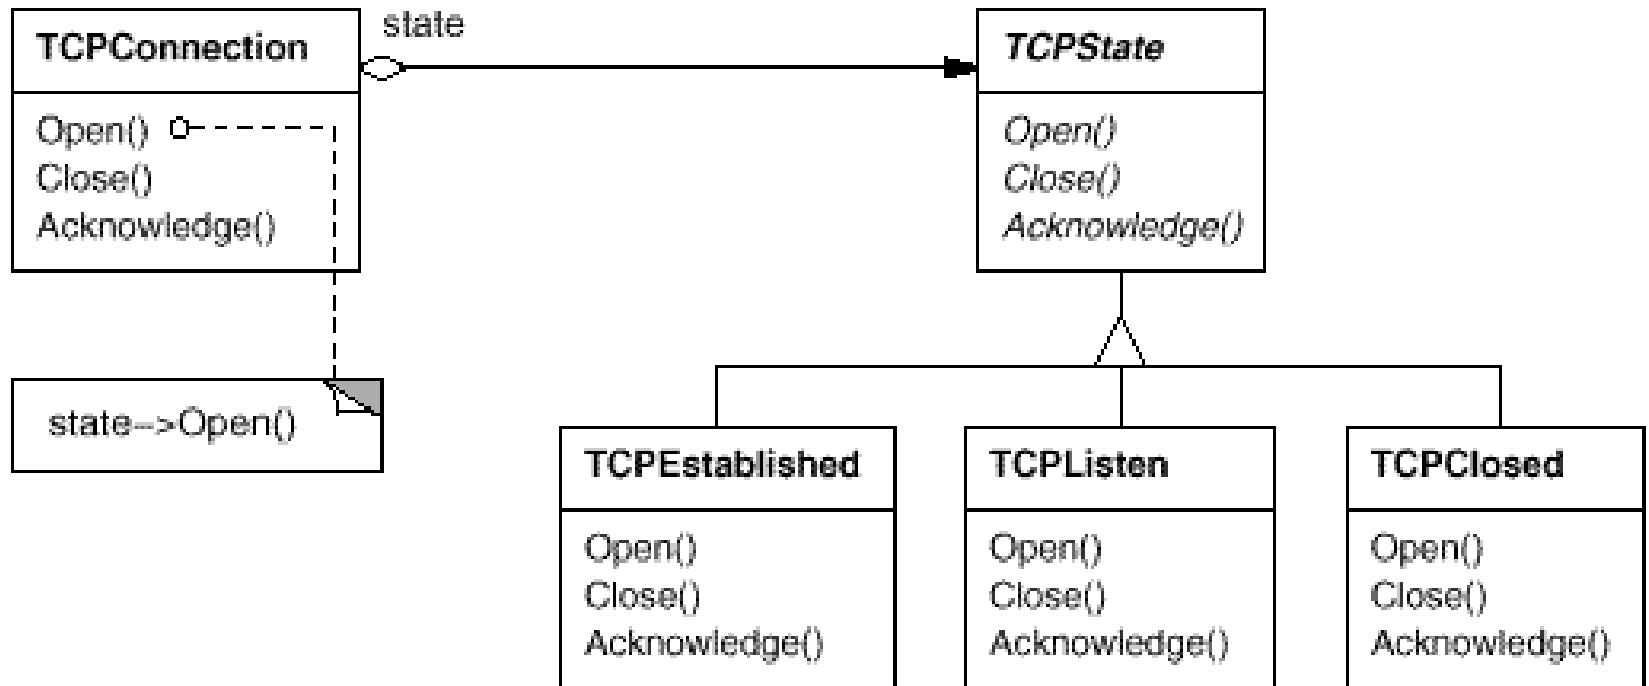 TCPConnection
Open()
Close()
Acknowledge()
state
TCPState
Open()
Close()
Acknowledge()
state->Open()
TCPEstablished
Open()
Close()
Acknowledge()
TCPListen
Open()
Close()
Acknowledge()
TCPClosed
Open()
Close()
Acknowledge()